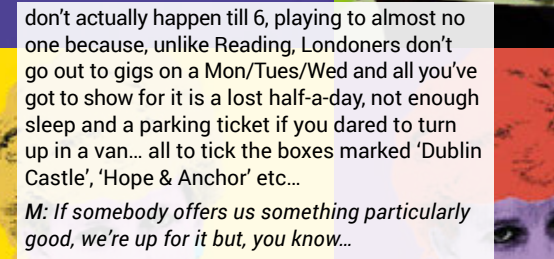 don’t actually happen till 6, playing to almost no
one because, unlike Reading, Londoners don’t
go out to gigs on a Mon/Tues/Wed and all you’ve
got to show for it is a lost half-a-day, not enough
sleep and a parking ticket if you dared to turn
up in a van… all to tick the boxes marked ‘Dublin
Castle’, ‘Hope & Anchor’ etc…
M: If somebody offers us something particularly
good, we’re up for it but, you know…